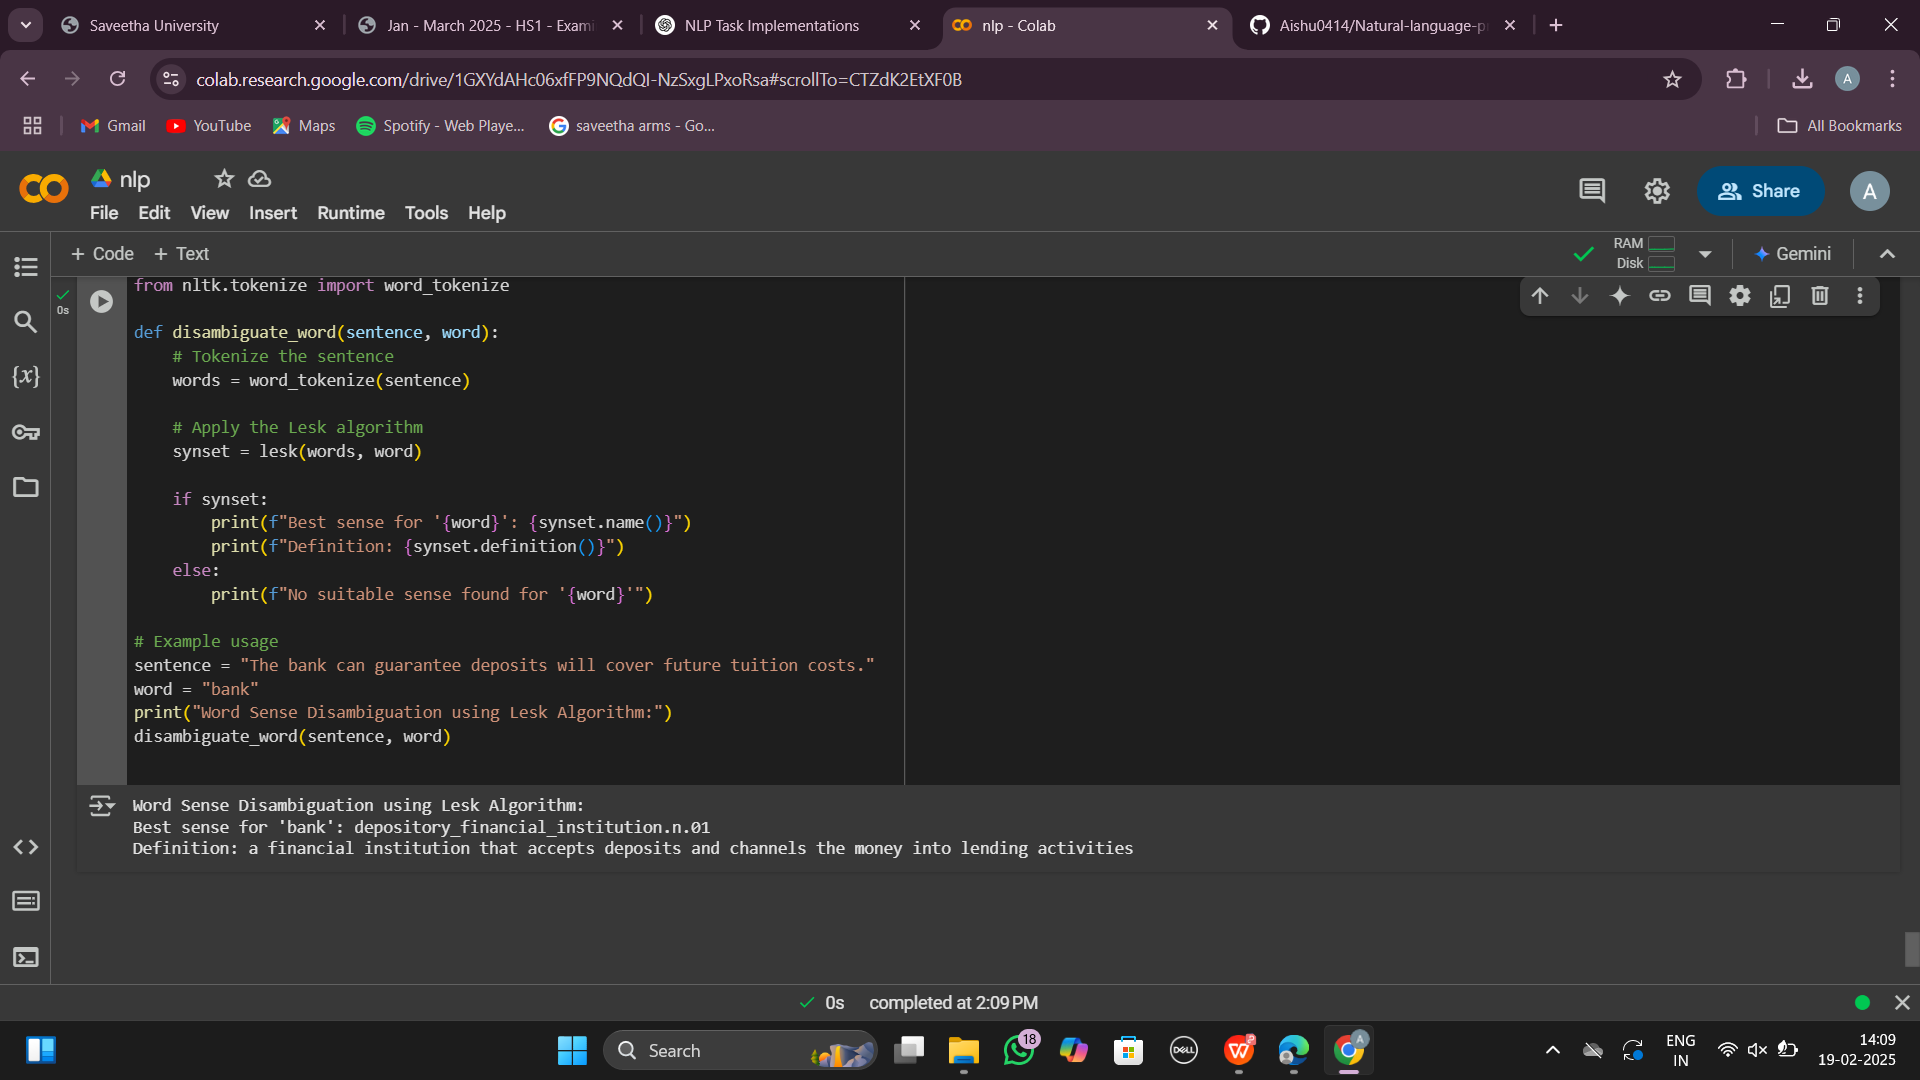 Saveetha University
Jan - March 2025 - HS1 - Exami
NLP Task Implementations
nlp - Colab
Aishu0414/Natural-language-p
colab.research.google.com/drive/1GXYdAHc06xfFP9NQdQI-NzSxgLPxoRsa#scrollTo=CTZdK2EtXF0B
A
Gmail
YouTube
Maps
Spotify - Web Playe...
saveetha arms - Go...
All Bookmarks
nlp
File Edit View Insert Runtime Tools Help
Share
A
+ Code + Text
RAM
Disk
Gemini
0s
from nltk.tokenize import word_tokenize
def disambiguate_word(sentence, word):
# Tokenize the sentence
words = word_tokenize(sentence)
# Apply the Lesk algorithm
synset = lesk(words, word)
if synset:
print(f"Best sense for '{word}': {synset.name()}")
print(f"Definition: {synset.definition()}")
else:
print(f"No suitable sense found for '{word}'")
# Example usage
sentence = "The bank can guarantee deposits will cover future tuition costs."
word = "bank"
print("Word Sense Disambiguation using Lesk Algorithm:")
disambiguate_word(sentence, word)
Word Sense Disambiguation using Lesk Algorithm:
Best sense for 'bank': depository_financial_institution.n.01
Definition: a financial institution that accepts deposits and channels the money into lending activities
{x}
0s completed at 2:09 PM
Search
18
DELL
W
A
ENG
IN
14:09
19-02-2025